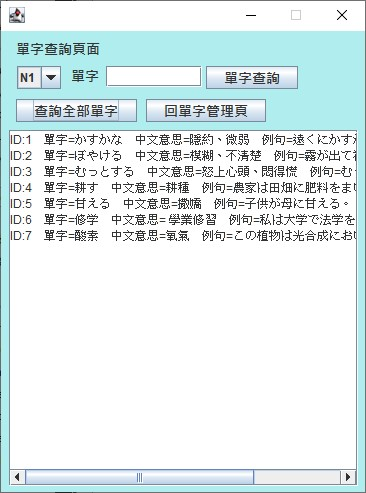 單字查詢頁面
N1 單字 單字查詢
查詢全部單字 回單字管理頁
ID:1 單字=かすかな 中文意思=隱約、微弱 例句=遠くにかすか
ID:2 單字=ぼやける 中文意思=模糊、不清楚 例句=霧が出て
ID:3 單字=むっとする 中文意思=怒上心頭、悶得慌 例句=む
ID:4 單字=耕す 中文意思=耕種 例句=農家は田畑に肥料をま
ID:5 單字=甘える 中文意思=撒嬌 例句=子供が母に甘える。
ID:6 單字=修学 中文意思= 學業修習 例句=私は大学で法学を
ID:7 單字=酸素 中文意思=氧氣 例句=この植物は光合成にお